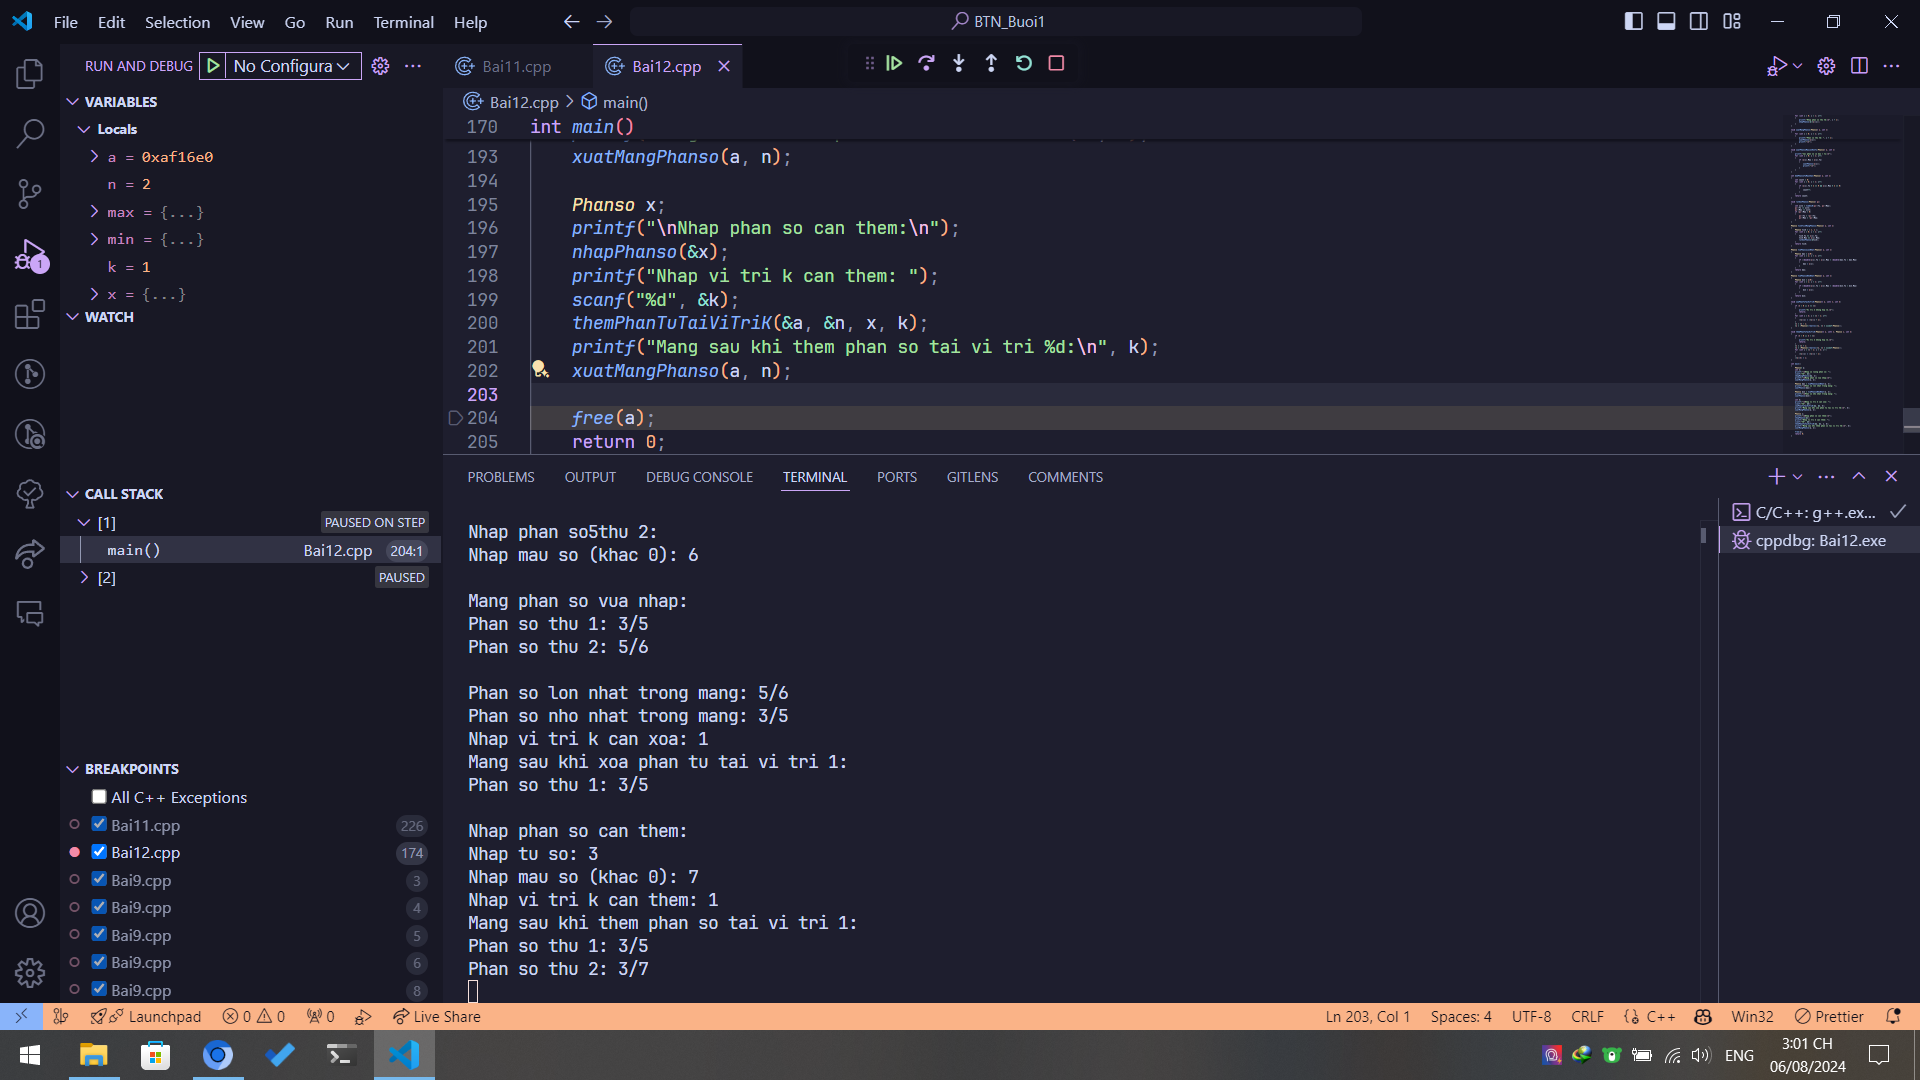 File Edit Selection View Go Run Terminal Help
BTN_Buoi1
RUN AND DEBUG
No Configura
Bai11.cpp
Bai12.cpp
VARIABLES
Locals
a = 0xaf16e0
n = 2
max = {...}
min = {...}
k = 1
x = {...}
WATCH
CALL STACK
[1] PAUSED ON STEP
main() Bai12.cpp 204:1
[2] PAUSED
BREAKPOINTS
All C++ Exceptions
Bai11.cpp 226
Bai12.cpp 174
Bai9.cpp 3
Bai9.cpp 4
Bai9.cpp 5
Bai9.cpp 6
Bai9.cpp 8
1
Bai12.cpp > main()
170 int main()
193 xuatMangPhanso(a, n);
194
195 Phanso x;
196 printf("\nNhap phan so can them:\n");
197 nhapPhanso(&x);
198 printf("Nhap vi tri k can them: ");
199 scanf("%d", &k);
200 themPhanTuTaiViTriK(&a, &n, x, k);
201 printf("Mang sau khi them phan so tai vi tri %d:\n", k);
202 xuatMangPhanso(a, n);
203
204 free(a);
205 return 0;
PROBLEMS OUTPUT DEBUG CONSOLE TERMINAL PORTS GITLENS COMMENTS
Nhap phan so5thu 2:
Nhap mau so (khac 0): 6
Mang phan so vua nhap:
Phan so thu 1: 3/5
Phan so thu 2: 5/6
Phan so lon nhat trong mang: 5/6
Phan so nho nhat trong mang: 3/5
Nhap vi tri k can xoa: 1
Mang sau khi xoa phan tu tai vi tri 1:
Phan so thu 1: 3/5
Nhap phan so can them:
Nhap tu so: 3
Nhap mau so (khac 0): 7
Nhap vi tri k can them: 1
Mang sau khi them phan so tai vi tri 1:
Phan so thu 1: 3/5
Phan so thu 2: 3/7
C/C++: g++.ex...
cppdbg: Bai12.exe
Launchpad 0 0 0 Live Share
Ln 203, Col 1 Spaces: 4 UTF-8 CRLF {} C++ Win32 Prettier
ENG
3:01 CH
06/08/2024